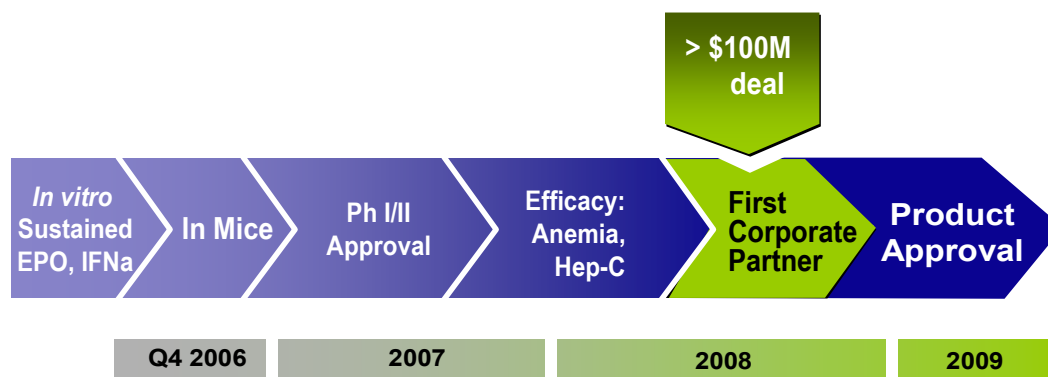 > $100M
deal
In vitro
Sustained
EPO, IFNa
In Mice
Ph I/II
Approval
Efficacy:
Anemia,
Hep-C
First
Corporate
Partner
Product
Approval
Q4 2006
2007
2008
2009